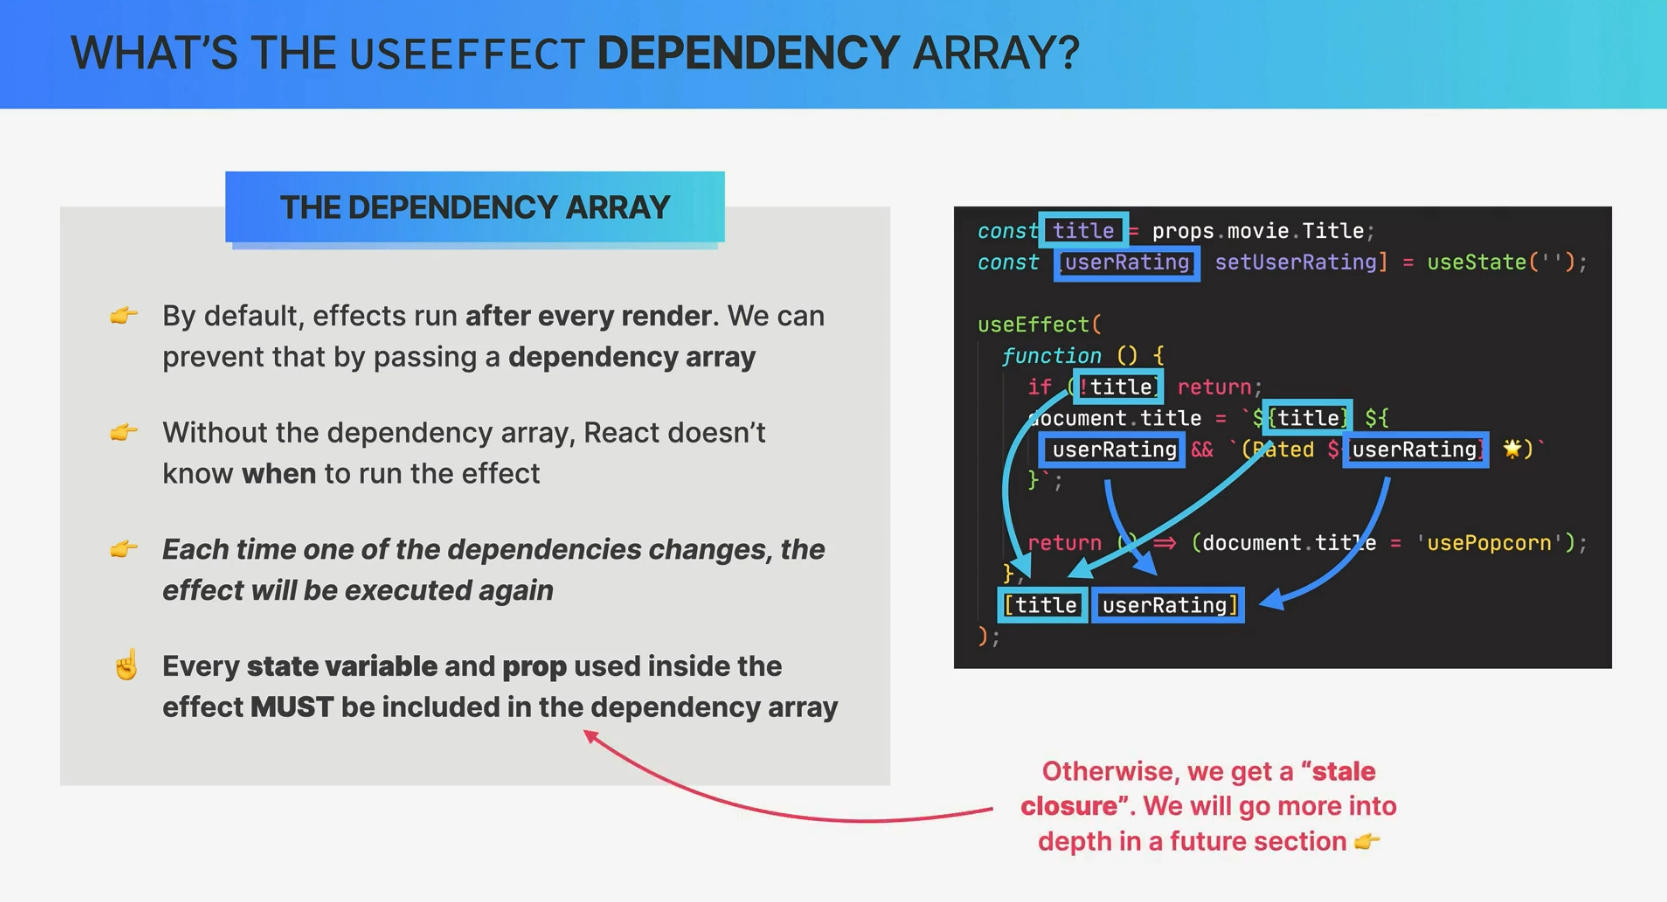 WHAT'S THE USEEFFECT DEPENDENCY ARRAY?
THE DEPENDENCY ARRAY
👉 By default, effects run after every render. We can
prevent that by passing a dependency array
👉 Without the dependency array, React doesn't
know when to run the effect
👉 Each time one of the dependencies changes, the
effect will be executed again
☝️ Every state variable and prop used inside the
effect MUST be included in the dependency array
const title = props.movie.Title;
const [userRating, setUserRating] = useState('');
useEffect(
function () {
if (!title) return;
document.title = `${title} ${
userRating && `(Rated ${userRating} 🌟)`
}`;
return () => (document.title = 'usePopcorn');
},
[title, userRating]
);
Otherwise, we get a “stale
closure”. We will go more into
depth in a future section 👉